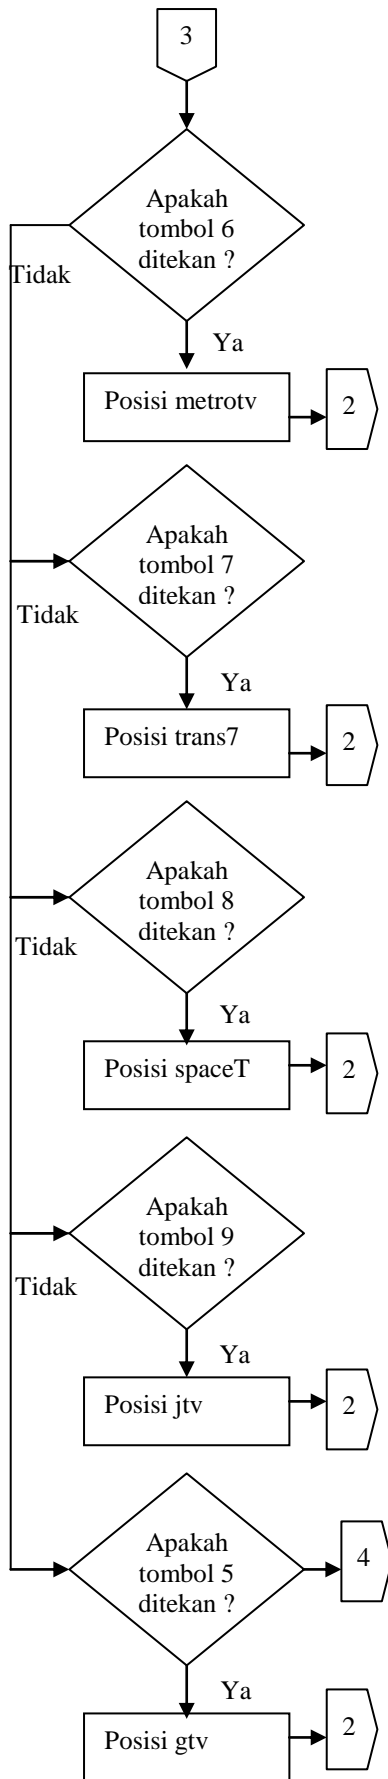 3
Apakah
tombol 6
ditekan ?
Tidak
Ya
Posisi metrotv
2
Apakah
tombol 7
ditekan ?
Tidak
Ya
Posisi trans7
2
Apakah
tombol 8
ditekan ?
Tidak
Ya
Posisi spaceT
2
Apakah
tombol 9
ditekan ?
Tidak
Ya
Posisi jtv
2
Apakah
tombol 5
ditekan ?
4
Ya
Posisi gtv
2